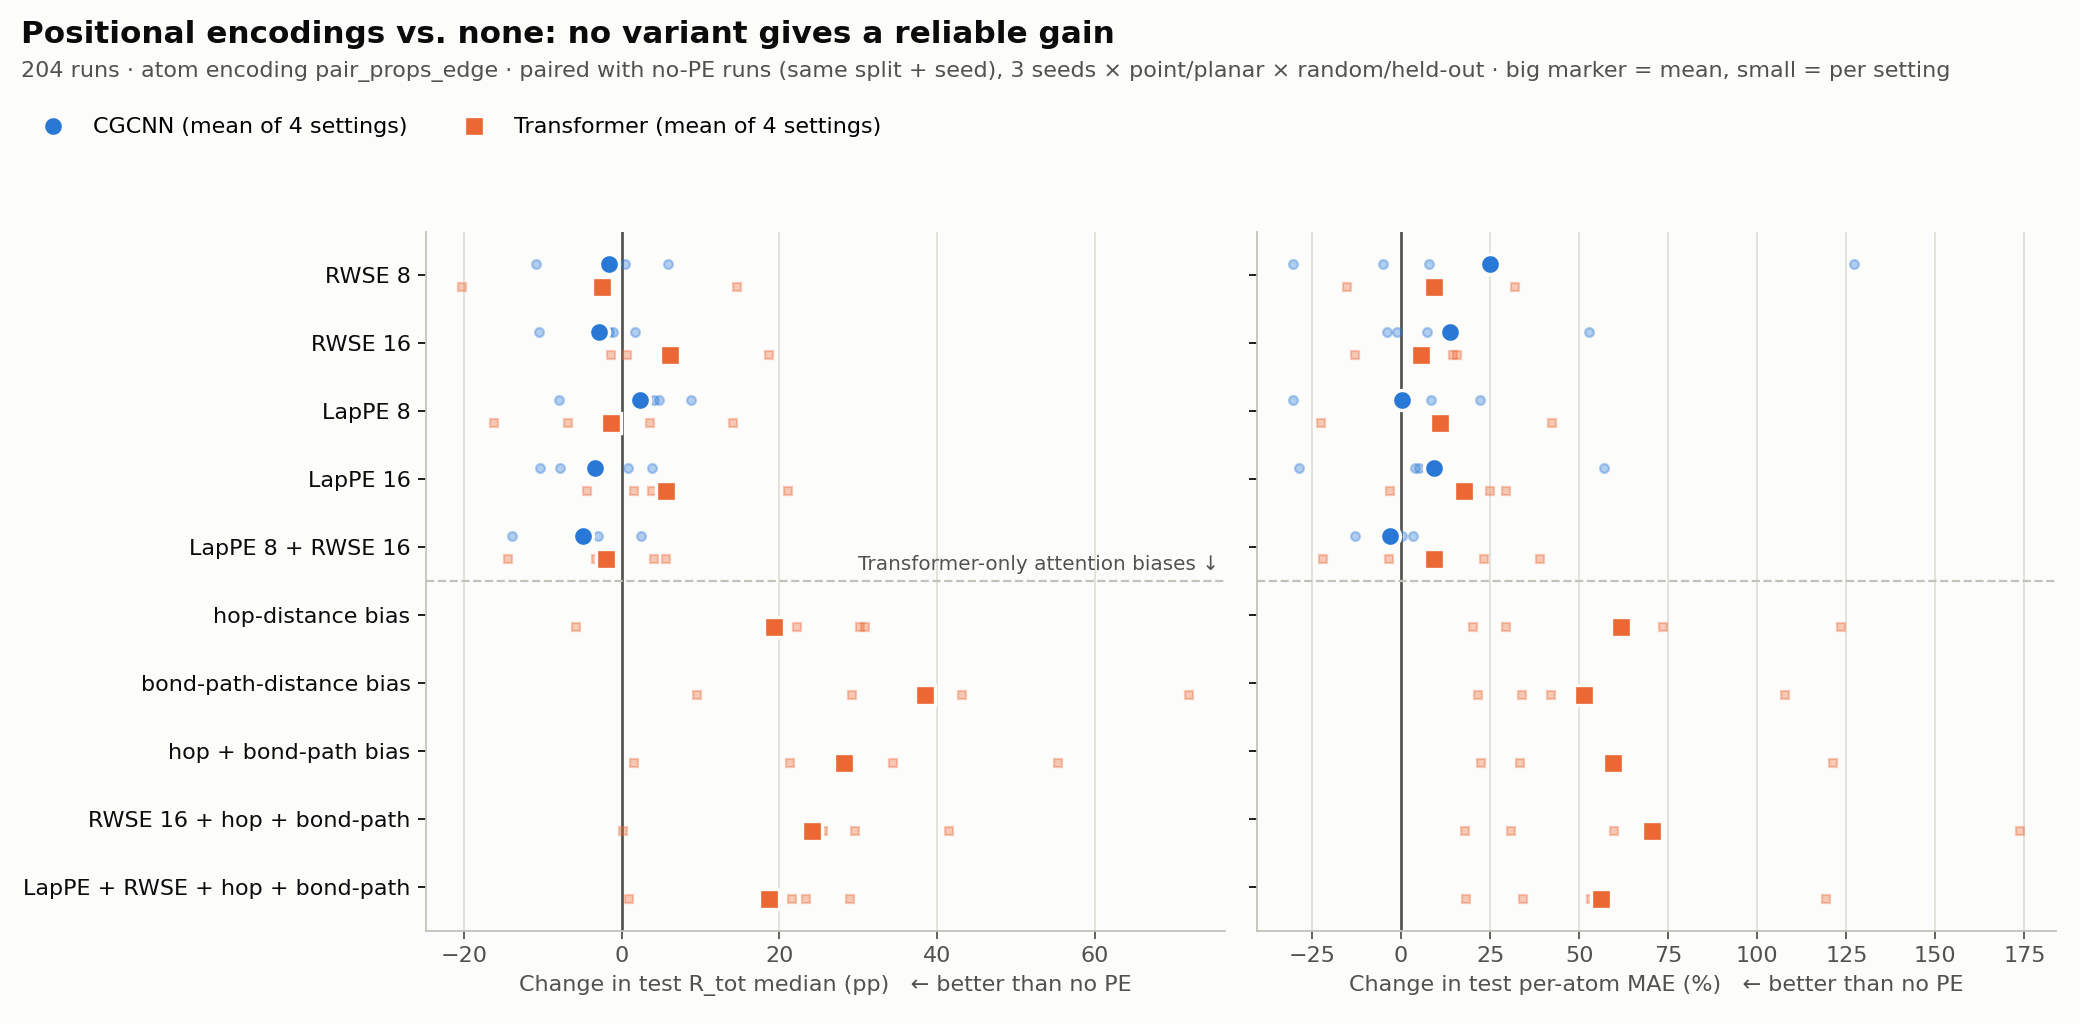 Positional encodings vs. none: no variant gives a reliable gain
204 runs · atom encoding pair_props_edge · paired with no-PE runs (same split + seed), 3 seeds × point/planar × random/held-out · big marker = mean, small = per setting
CGCNN (mean of 4 settings)
Transformer (mean of 4 settings)
RWSE 8
RWSE 16
LapPE 8
LapPE 16
LapPE 8 + RWSE 16
Transformer-only attention biases ↓
hop-distance bias
bond-path-distance bias
hop + bond-path bias
RWSE 16 + hop + bond-path
LapPE + RWSE + hop + bond-path
−20 0 20 40 60
Change in test R_tot median (pp) ← better than no PE
−25 0 25 50 75 100 125 150 175
Change in test per-atom MAE (%) ← better than no PE